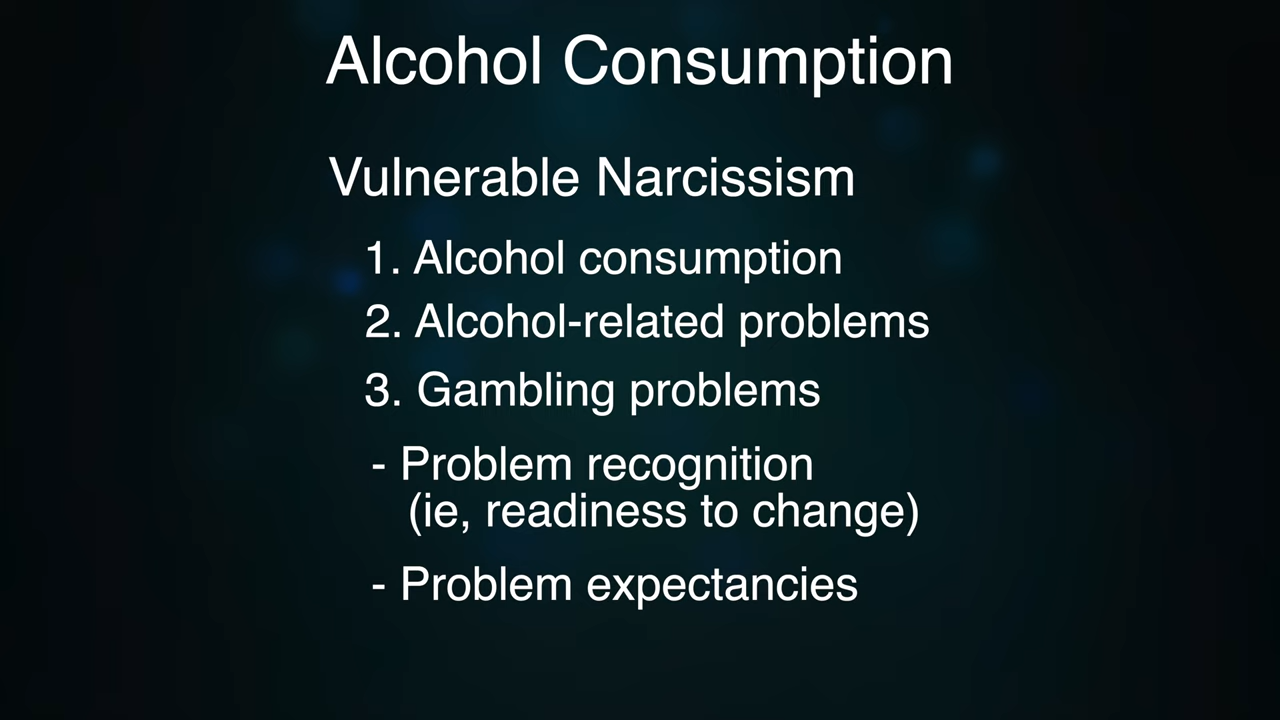 Alcohol Consumption
Vulnerable Narcissism
1. Alcohol consumption
2. Alcohol-related problems
3. Gambling problems
- Problem recognition
(ie, readiness to change)
- Problem expectancies